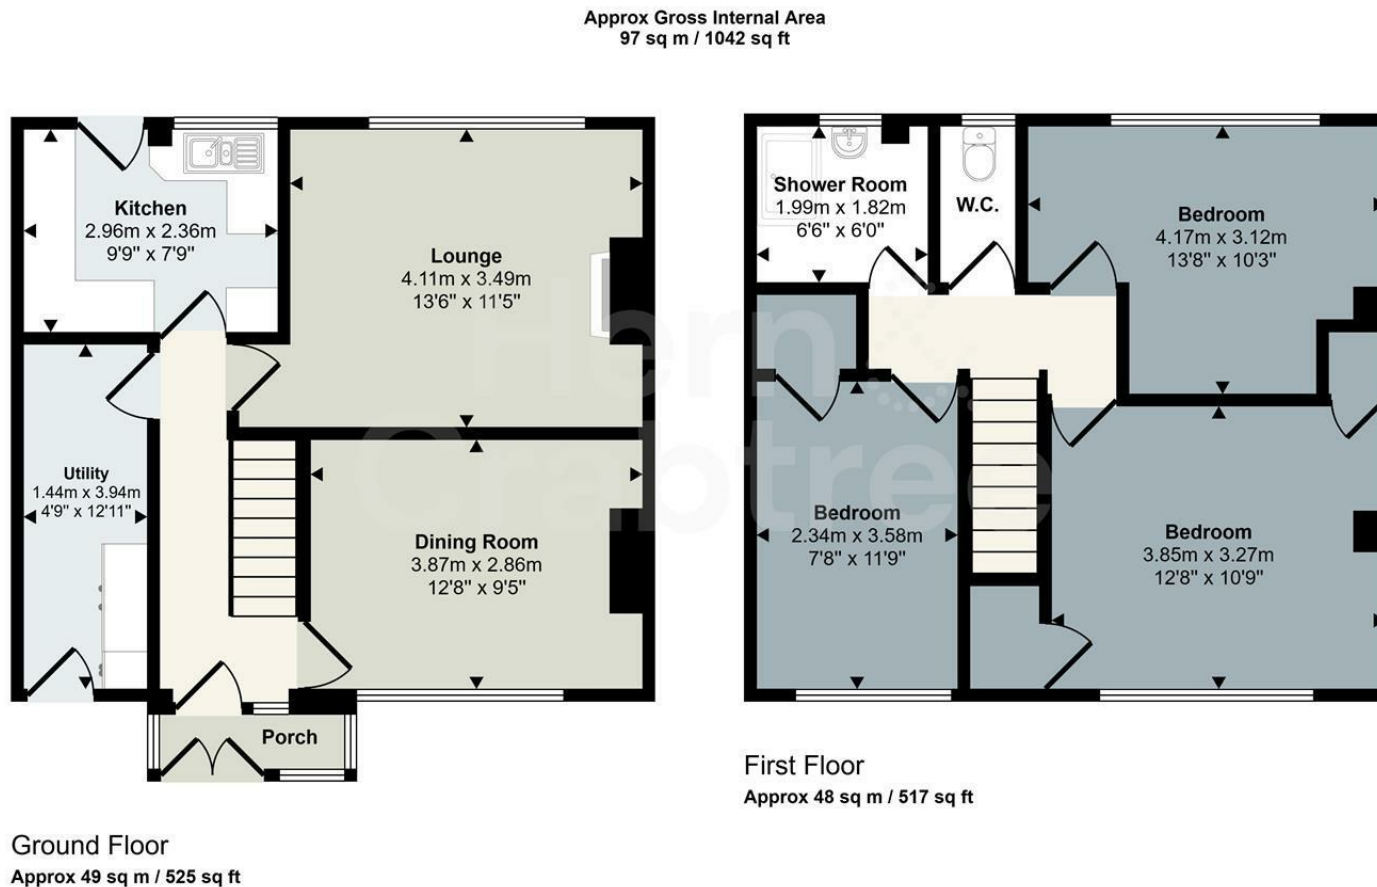 Approx Gross Internal Area
97 sq m / 1042 sq ft
Kitchen
2.96m x 2.36m
9'9" x 7'9"
Lounge
4.11m x 3.49m
13'6" x 11'5"
Utility
1.44m x 3.94m
4'9" x 12'11"
Dining Room
3.87m x 2.86m
12'8" x 9'5"
Porch
Ground Floor
Approx 49 sq m / 525 sq ft
Shower Room
1.99m x 1.82m
6'6" x 6'0"
W.C.
Bedroom
4.17m x 3.12m
13'8" x 10'3"
Bedroom
2.34m x 3.58m
7'8" x 11'9"
Bedroom
3.85m x 3.27m
12'8" x 10'9"
First Floor
Approx 48 sq m / 517 sq ft
Hern
Crabtree